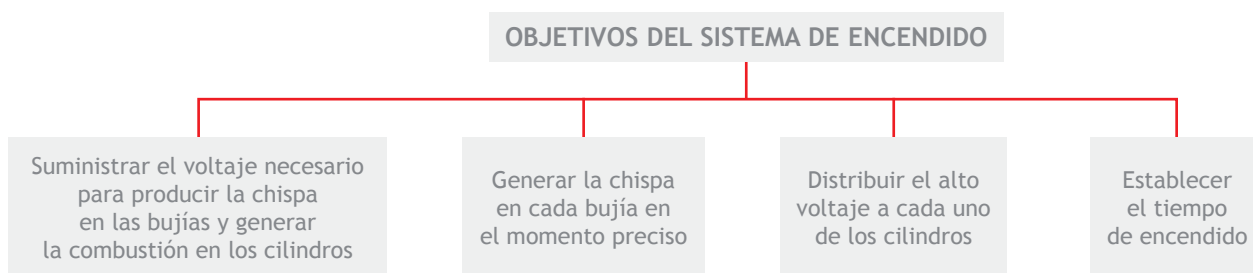 OBJETIVOS DEL SISTEMA DE ENCENDIDO
Suministrar el voltaje necesario
para producir la chispa
en las bujías y generar
la combustión en los cilindros
Generar la chispa
en cada bujía en
el momento preciso
Distribuir el alto
voltaje a cada uno
de los cilindros
Establecer
el tiempo
de encendido